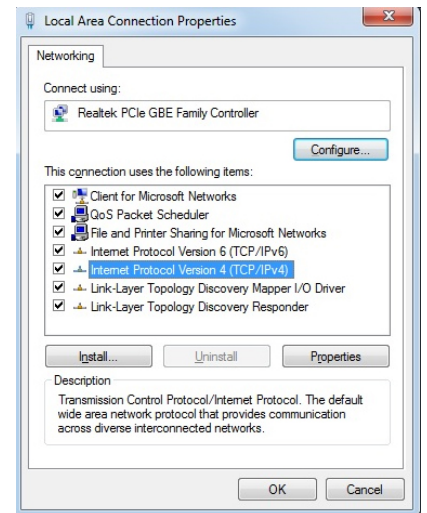 Local Area Connection Properties
Networking
Connect using:
Realtek PCIe GBE Family Controller
Configure...
This connection uses the following items:
Client for Microsoft Networks
QoS Packet Scheduler
File and Printer Sharing for Microsoft Networks
Internet Protocol Version 6 (TCP/IPv6)
Internet Protocol Version 4 (TCP/IPv4)
Link-Layer Topology Discovery Mapper I/O Driver
Link-Layer Topology Discovery Responder
Install... Uninstall Properties
Description
Transmission Control Protocol/Internet Protocol. The default
wide area network protocol that provides communication
across diverse interconnected networks.
OK Cancel